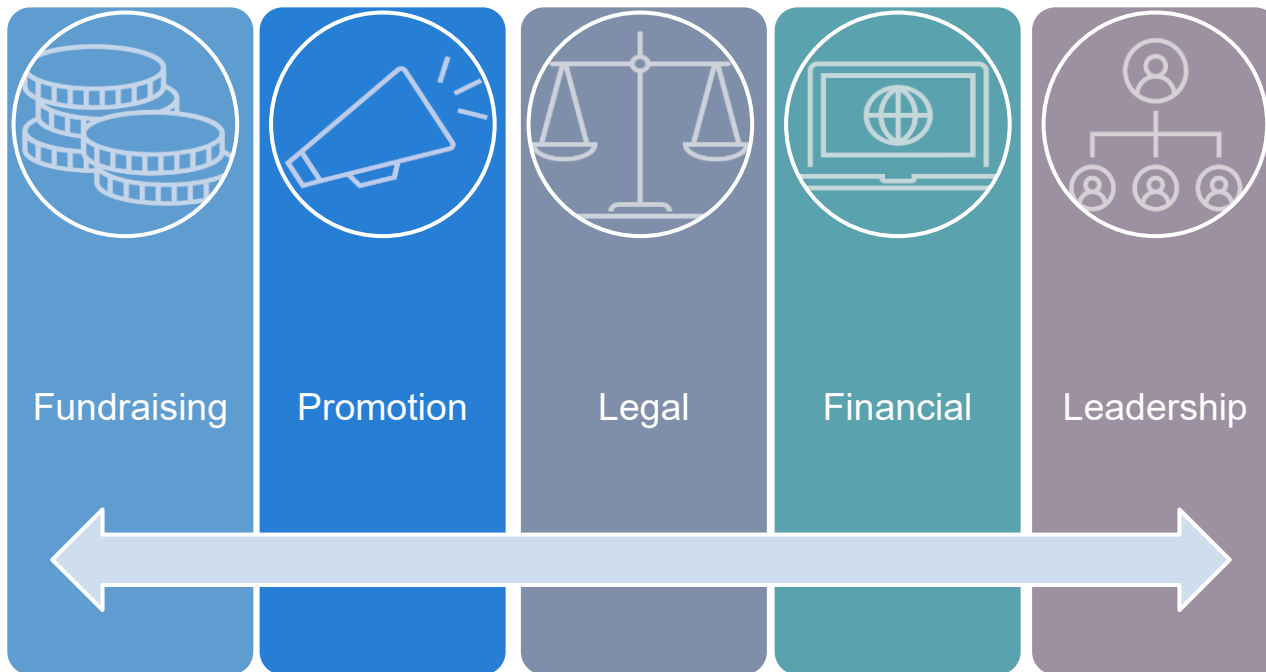 Fundraising
Promotion
Legal
Financial
Leadership